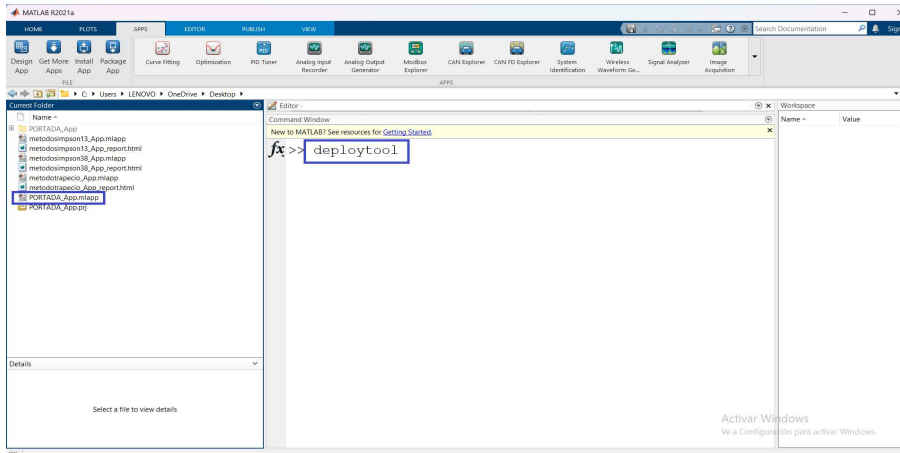 MATLAB R2021a
HOME PLOTS APPS EDITOR PUBLISH VIEW Search Documentation Sign
Design App Get More Apps Install App Package App Curve Fitting Optimization PID Tuner Analog Input Recorder Analog Output Generator Modbus Explorer CAN Explorer CAN FD Explorer System Identification Wireless Waveform Ge... Signal Analyzer Image Acquisition
FILE APPS
C: Users LENOVO OneDrive Desktop
Current Folder
Name
PORTADA_App
metodosimpson13_App.mlapp
metodosimpson13_App_report.html
metodosimpson38_App.mlapp
metodosimpson38_App_report.html
metodotrapecio_App.mlapp
metodotrapecio_App_report.html
PORTADA_App.mlapp
PORTADA_App.prj
Details
Select a file to view details
Editor -
Command Window
New to MATLAB? See resources for Getting Started.
fx >> deploytool
Workspace
Name Value
Activar Windows
Ve a Configuración para activar Windows.